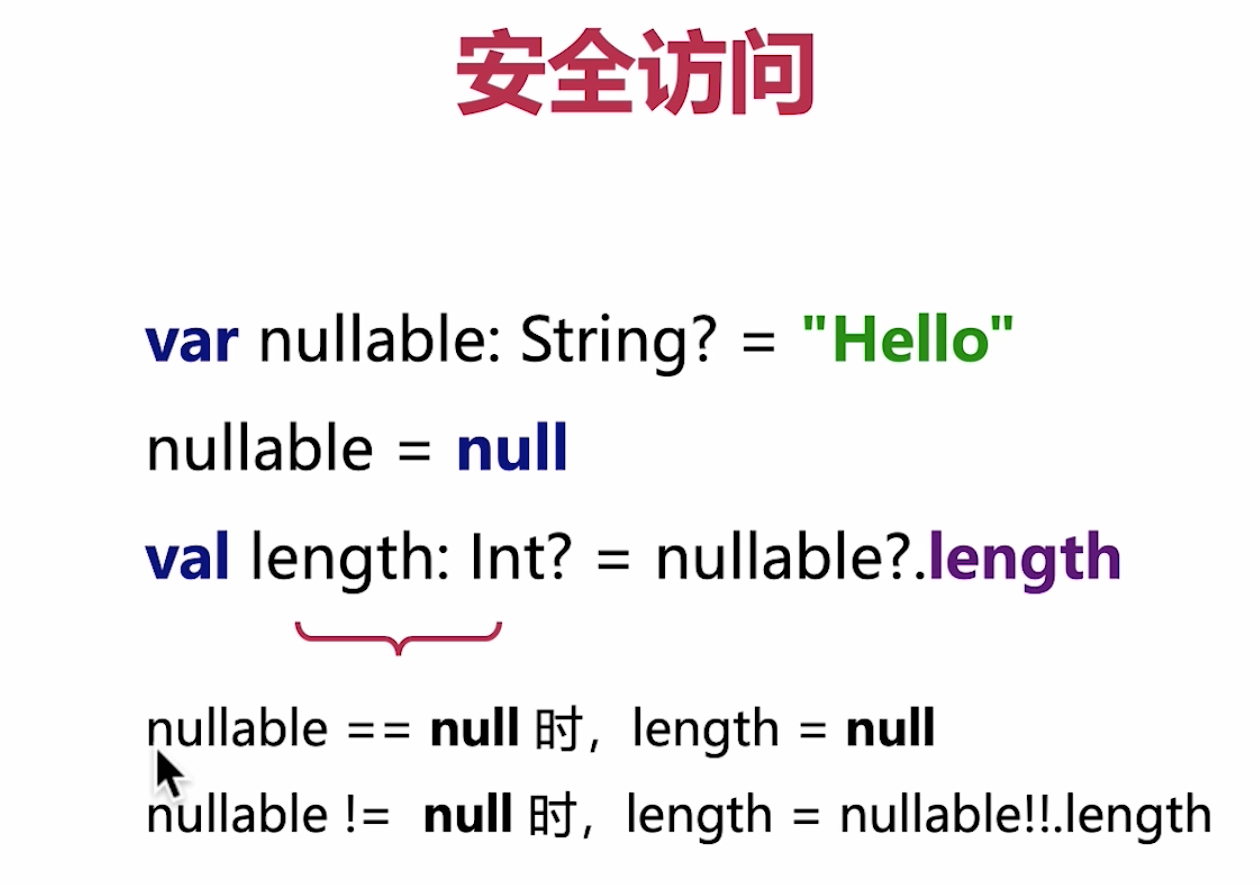 安全访问
var nullable: String? = "Hello"
nullable = null
val length: Int? = nullable?.length
nullable == null 时，length = null
nullable != null 时，length = nullable!!.length